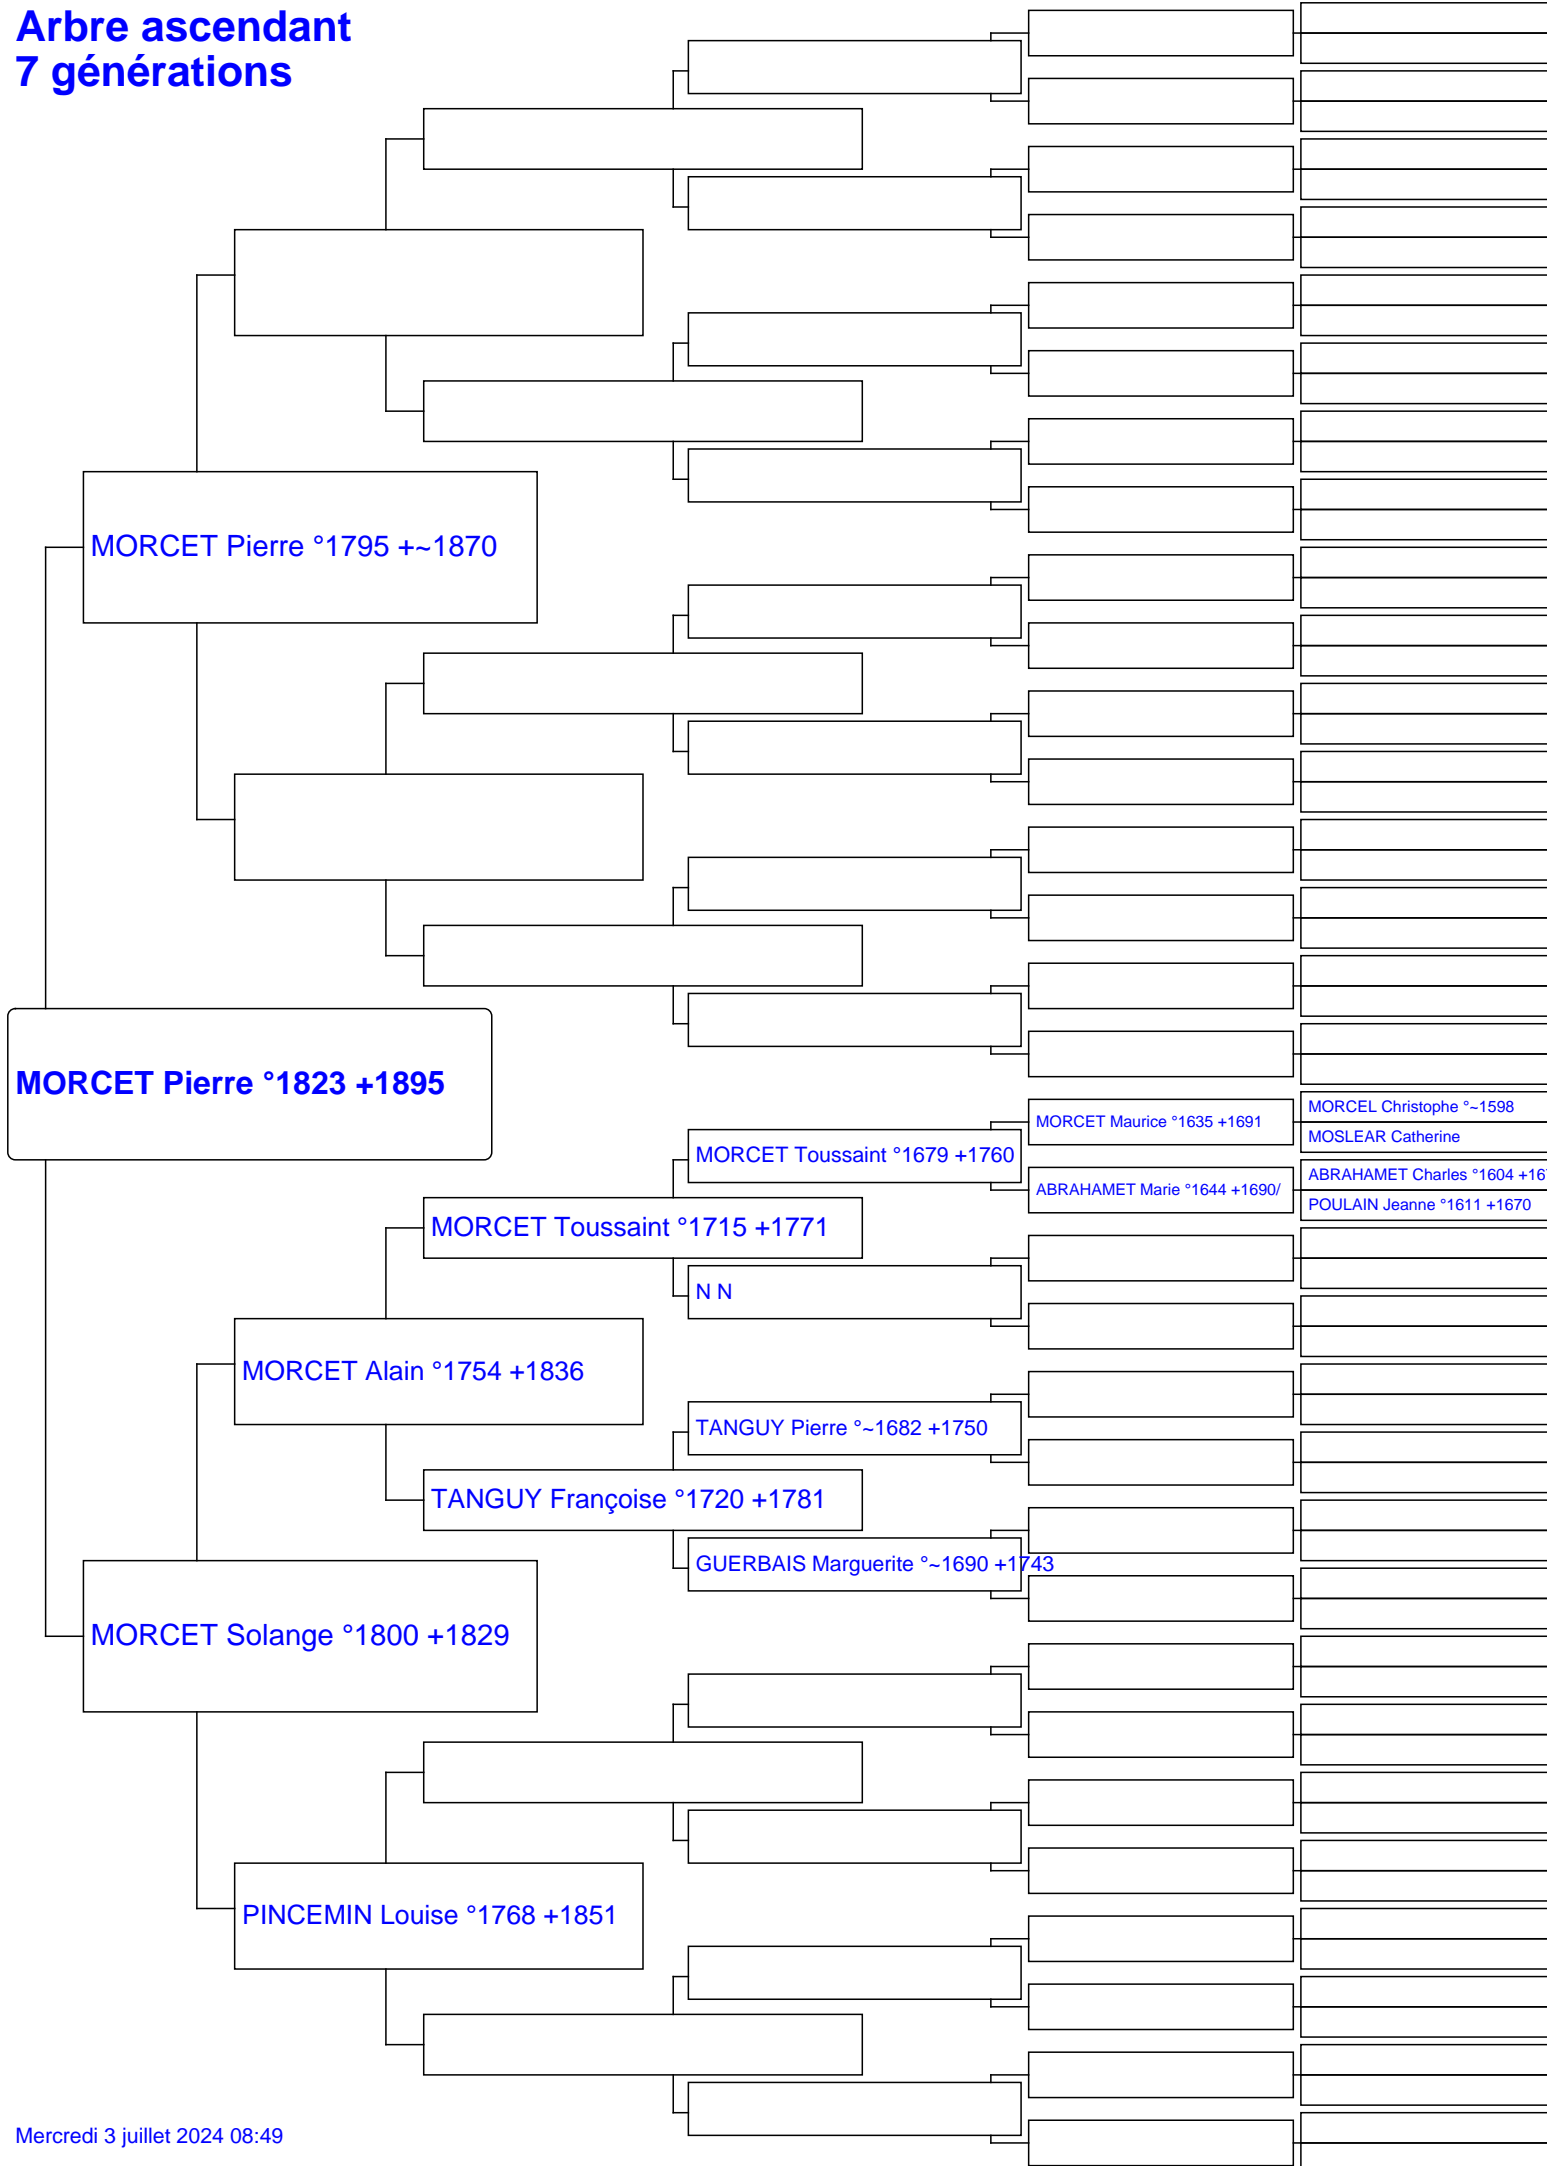 Arbre ascendant
7 générations
MORCET Pierre °1795 +~1870
MORCET Pierre °1823 +1895
MORCET Maurice °1635 +1691
MORCEL Christophe °~1598
MOSLEAR Catherine
MORCET Toussaint °1679 +1760
ABRAHAMET Marie °1644 +1690/
ABRAHAMET Charles °1604
POULAIN Jeanne °1611 +1670
MORCET Toussaint °1715 +1771
N N
MORCET Alain °1754 +1836
TANGUY Pierre °~1682 +1750
TANGUY Françoise °1720 +1781
GUERBAIS Marguerite °~1690 +1743
MORCET Solange °1800 +1829
PINCEMIN Louise °1768 +1851
Mercredi 3 juillet 2024 08:49